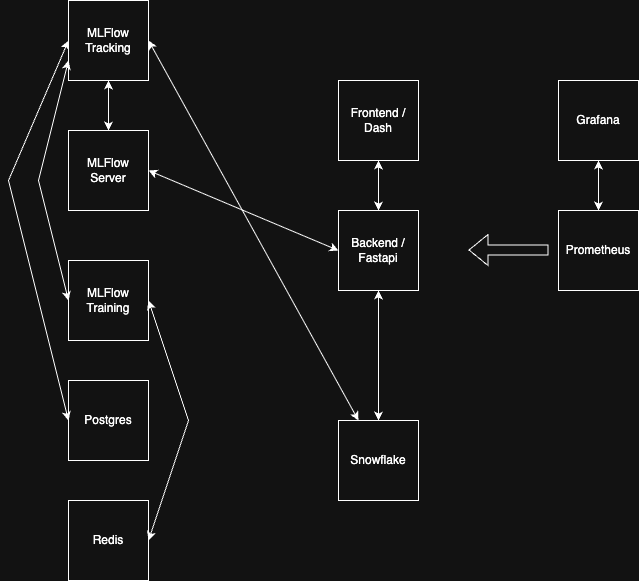 MLFlow
Tracking
MLFlow
Server
MLFlow
Training
Postgres
Redis
Frontend /
Dash
Backend /
Fastapi
Snowflake
Grafana
Prometheus